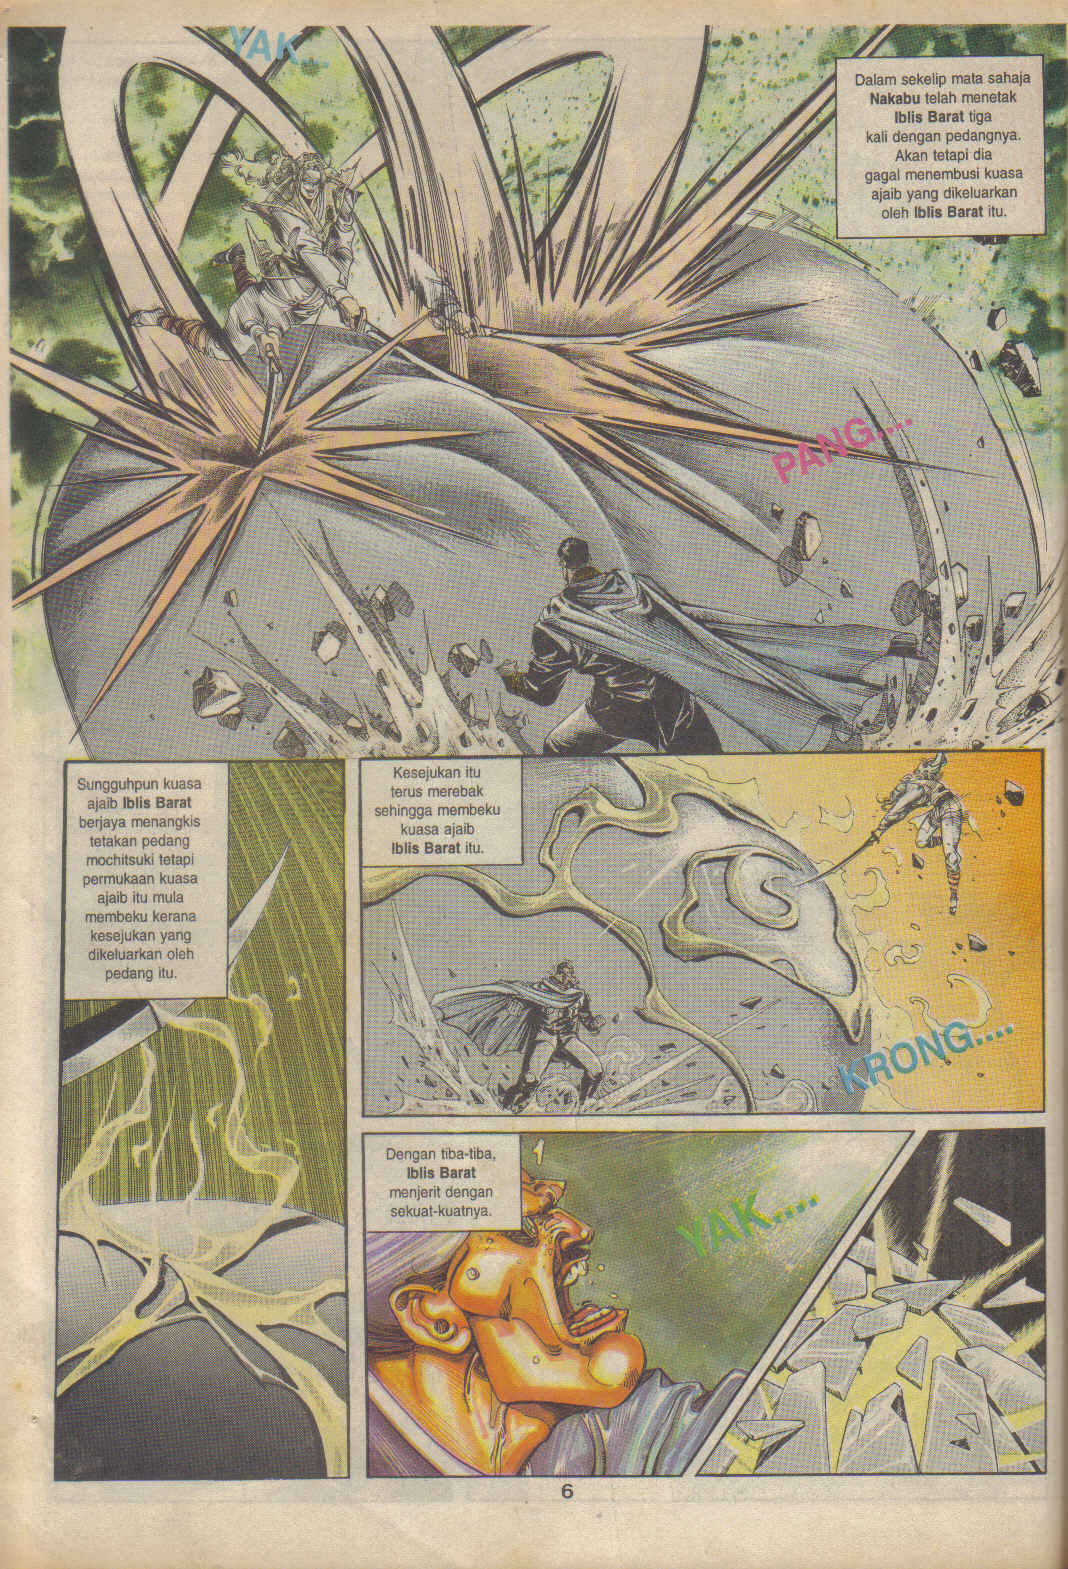 YAK....
Dalam sekelip mata sahaja
Nakabu telah menetak
Iblis Barat tiga
kali dengan pedangnya.
Akan tetapi dia
gagal menembusi kuasa
ajaib yang dikeluarkan
oleh Iblis Barat itu.
PANG....
Sungguhpun kuasa
ajaib Iblis Barat
berjaya menangkis
tetakan pedang
mochitsuki tetapi
permukaan kuasa
ajaib itu mula
membeku kerana
kesejukan yang
dikeluarkan oleh
pedang itu.
Kesejukan itu
terus merebak
sehingga membeku
kuasa ajaib
Iblis Barat itu.
KRONG....
Dengan tiba-tiba,
Iblis Barat
menjerit dengan
sekuat-kuatnya.
YAK....
6